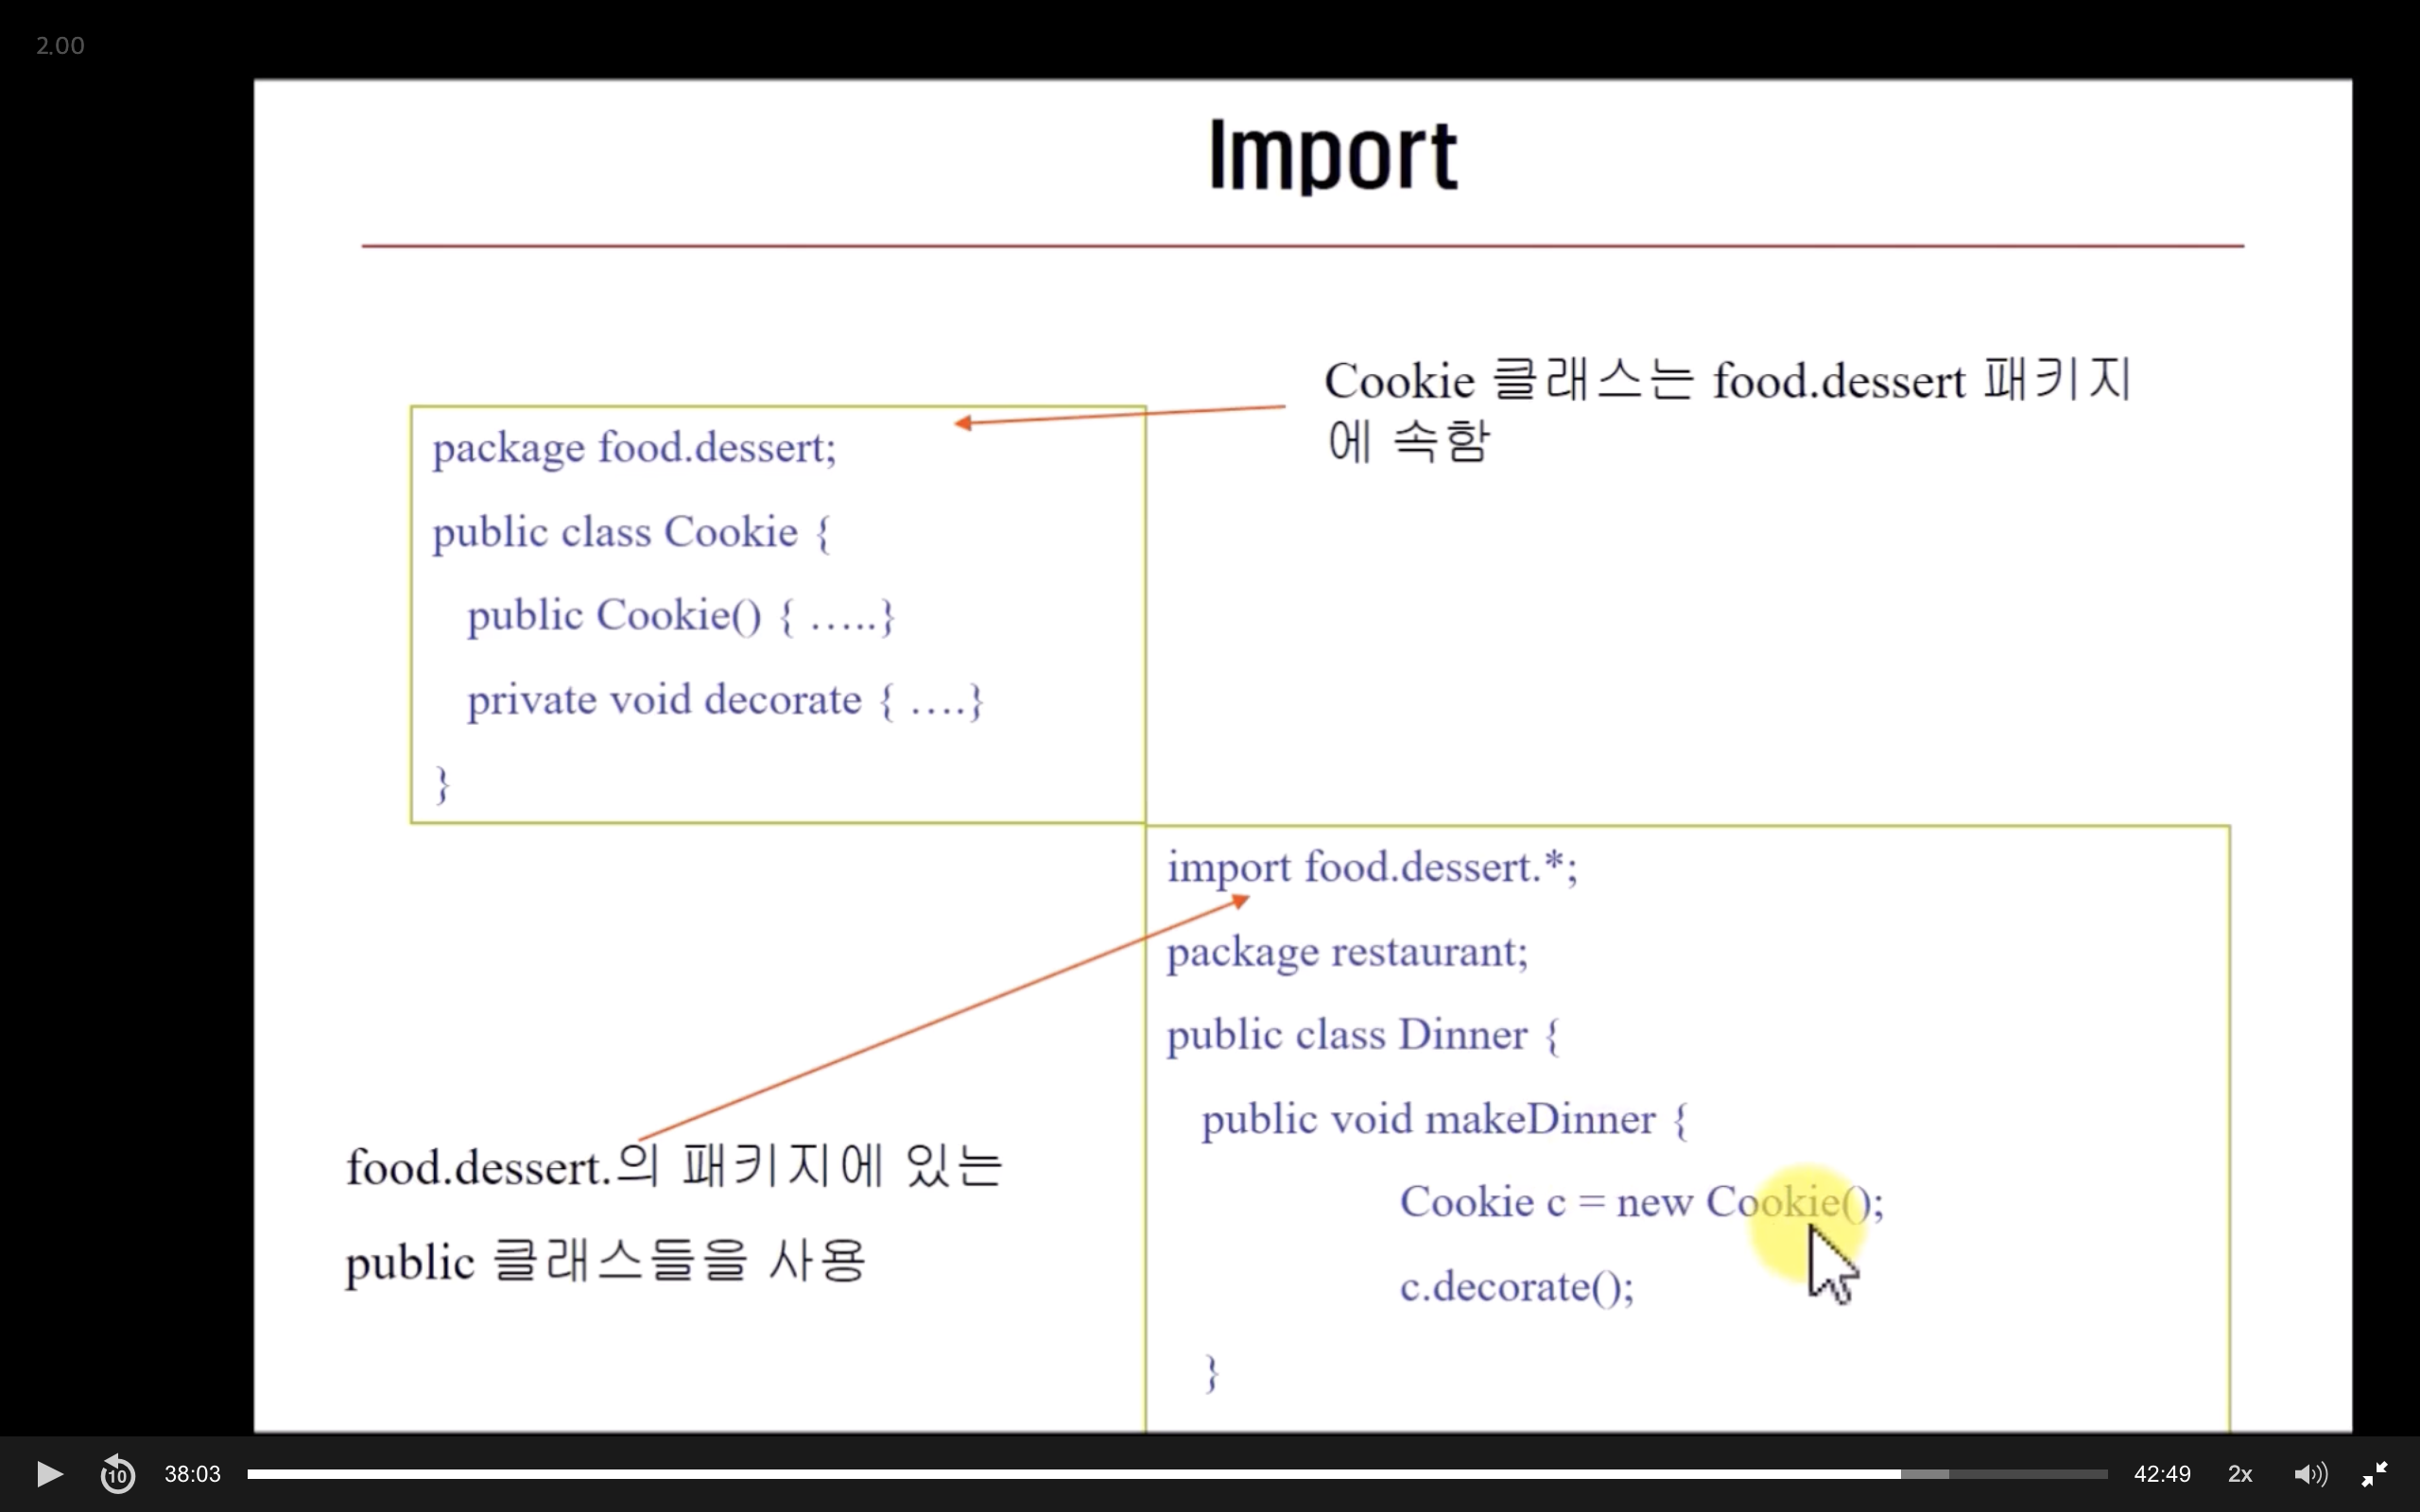 2.00
Import
Cookie 클래스는 food.dessert 패키지
에 속함
package food.dessert;
public class Cookie {
public Cookie() { …..}
private void decorate { ….}
}
import food.dessert.*;
package restaurant;
public class Dinner {
public void makeDinner {
Cookie c = new Cookie();
c.decorate();
}
food.dessert.의 패키지에 있는
public 클래스들을 사용
10
38:03
42:49
2x